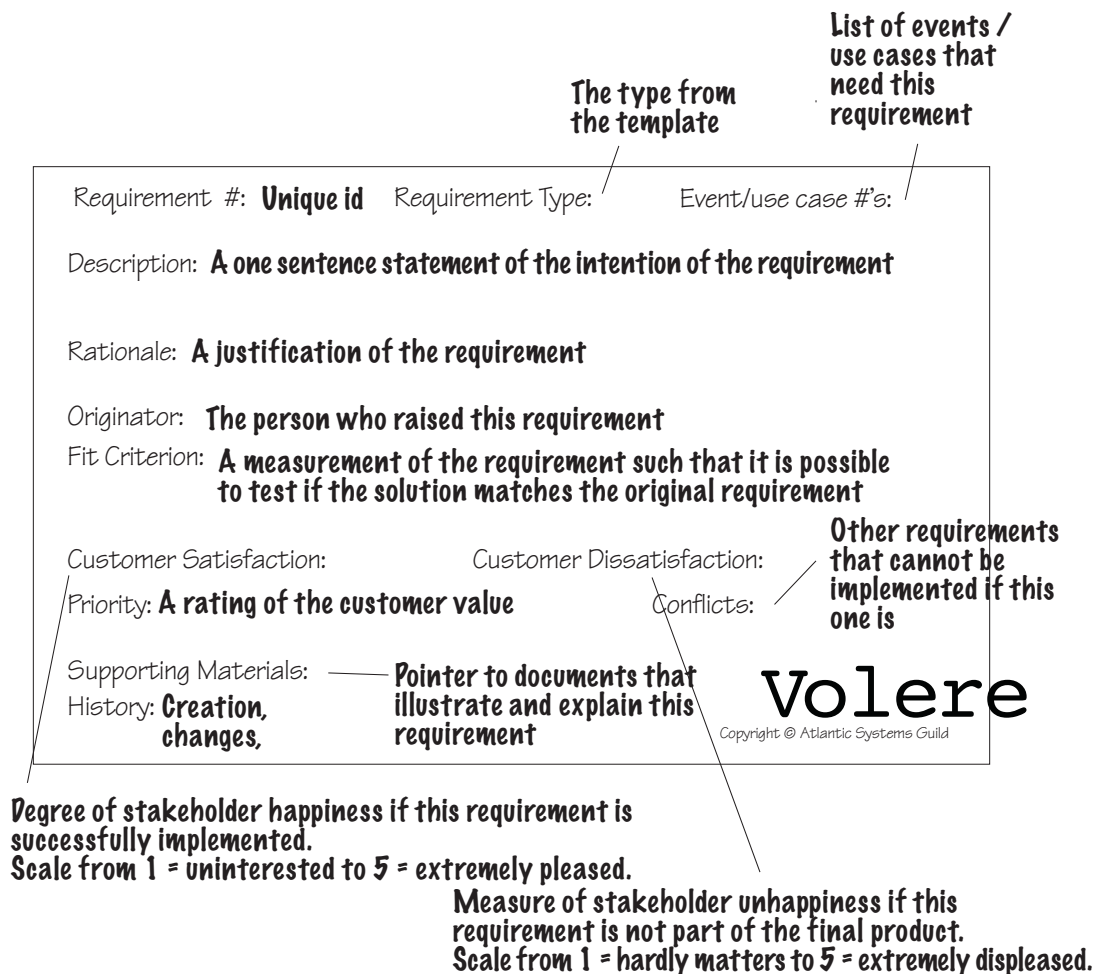 List of events /
use cases that
need this
requirement
The type from
the template
Requirement #: Unique id Requirement Type: Event/use case #'s:
Description: A one sentence statement of the intention of the requirement
Rationale: A justification of the requirement
Originator: The person who raised this requirement
Fit Criterion: A measurement of the requirement such that it is possible
to test if the solution matches the original requirement
Other requirements
that cannot be
implemented if this
one is
Customer Satisfaction: Customer Dissatisfaction:
Priority: A rating of the customer value Conflicts:
Supporting Materials: Pointer to documents that
illustrate and explain this
requirement
History: Creation,
changes,
Volere
Copyright © Atlantic Systems Guild
Degree of stakeholder happiness if this requirement is
successfully implemented.
Scale from 1 = uninterested to 5 = extremely pleased.
Measure of stakeholder unhappiness if this
requirement is not part of the final product.
Scale from 1 = hardly matters to 5 = extremely displeased.